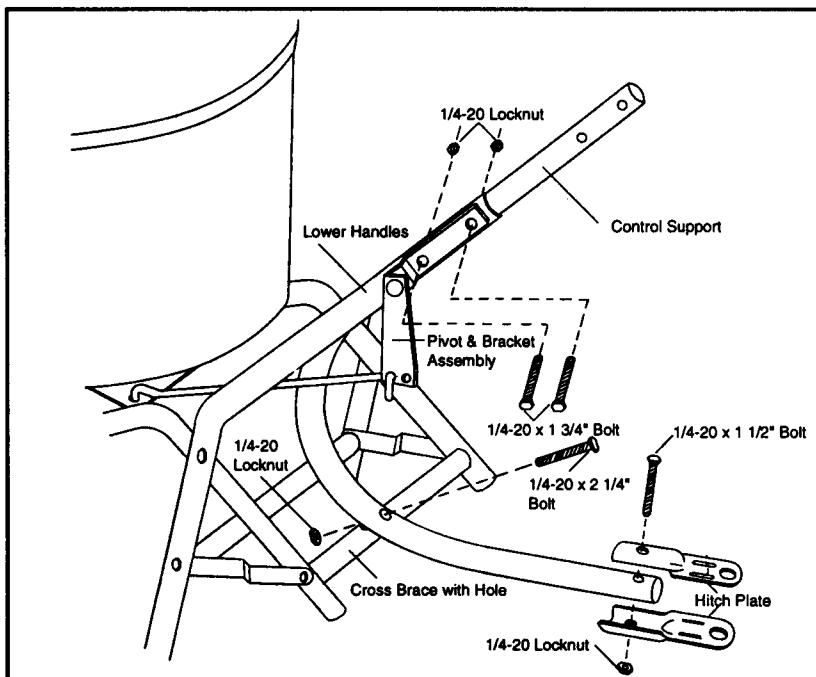 1/4-20 Locknut
Control Support
Lower Handles
Pivot & Bracket
Assembly
1/4-20 x 1 3/4" Bolt
1/4-20 x 1 1/2" Bolt
1/4-20
Locknut
1/4-20 x 2 1/4"
Bolt
Cross Brace with Hole
Hitch Plate
1/4-20 Locknut